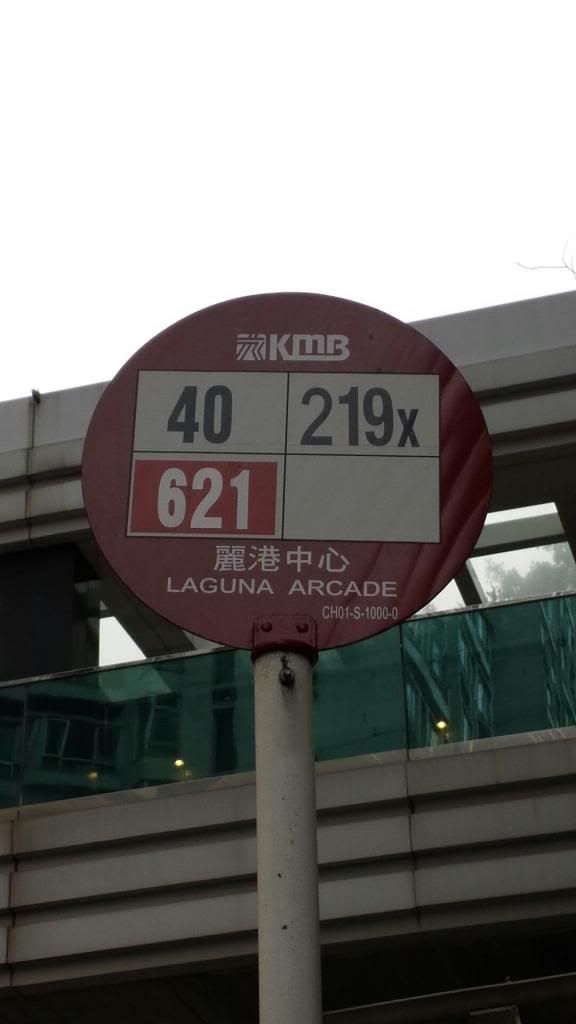 KMB
40 219X
621
麗港中心
LAGUNA ARCADE
CH01-S-1000-0